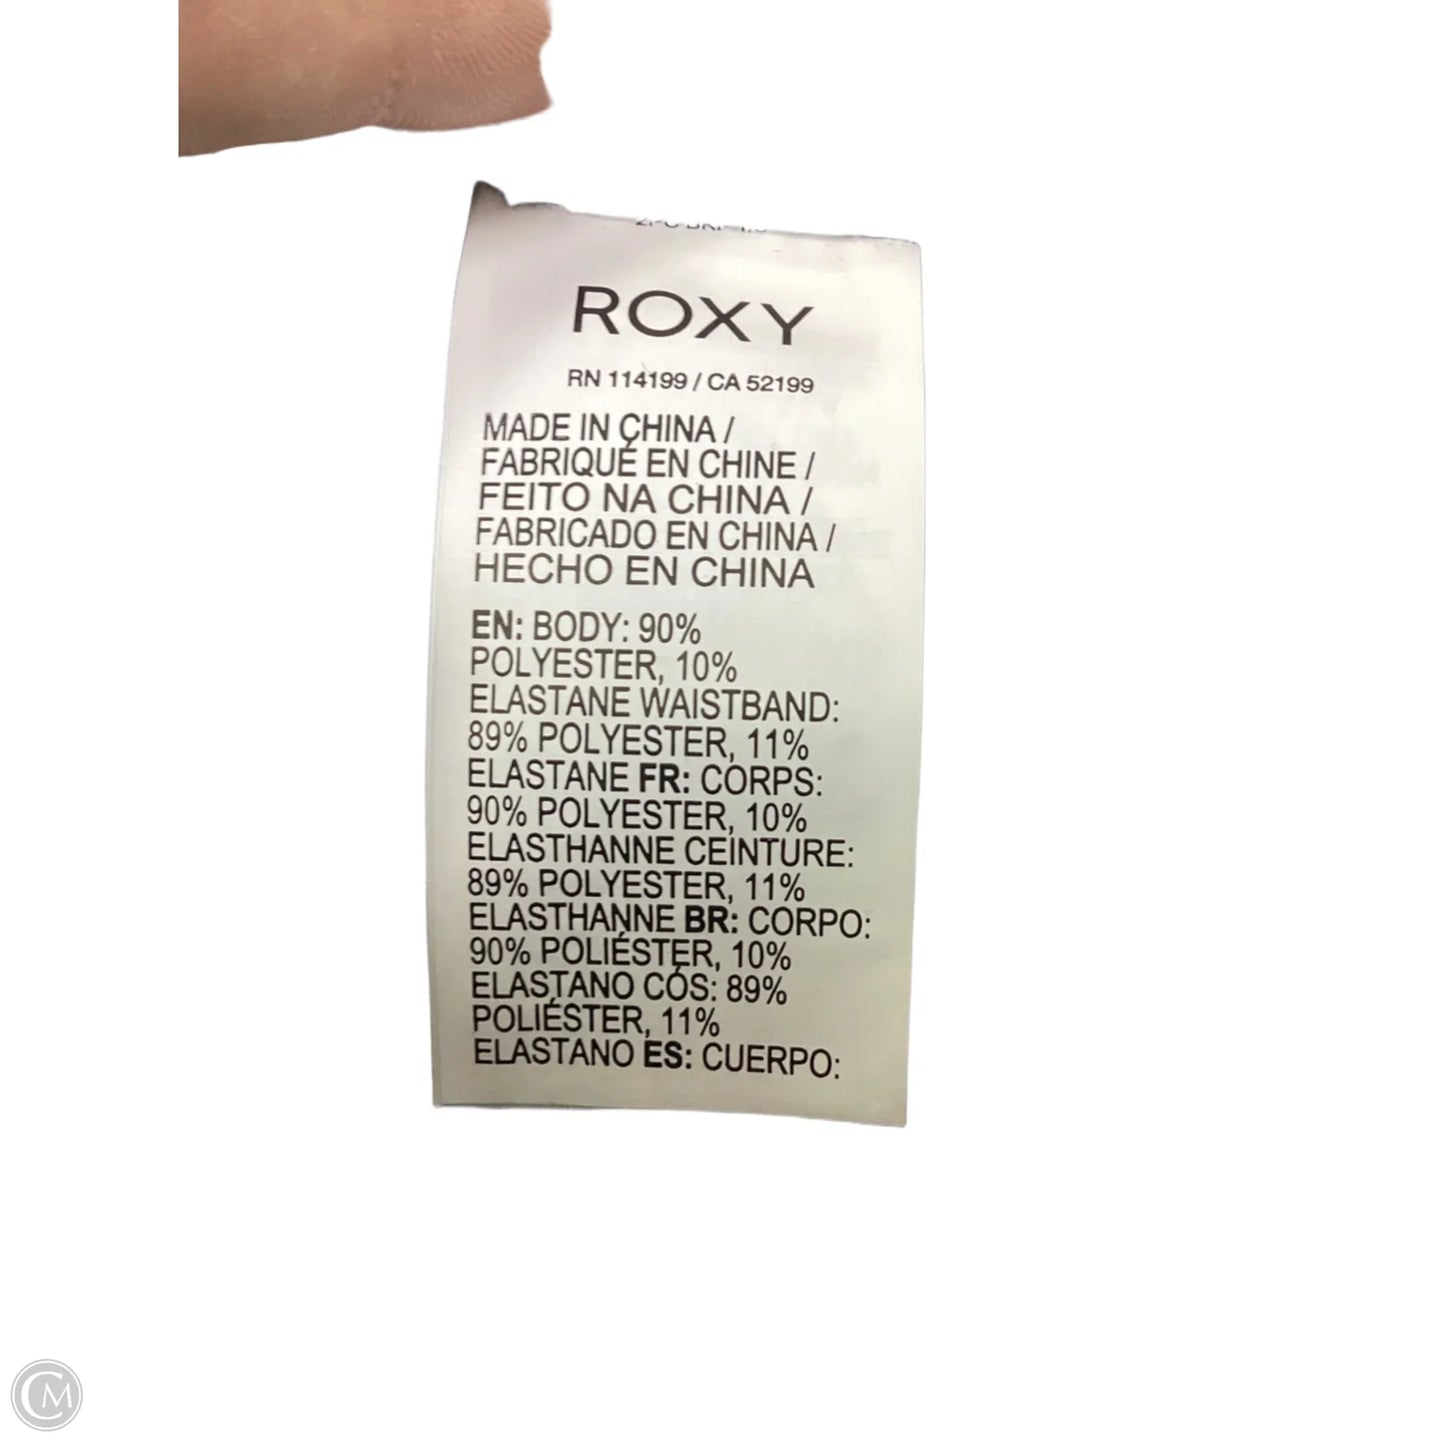 ROXY
RN 114199 / CA 52199
MADE IN CHINA /
FABRIQUÉ EN CHINE /
FEITO NA CHINA /
FABRICADO EN CHINA /
HECHO EN CHINA
EN: BODY: 90%
POLYESTER, 10%
ELASTANE WAISTBAND:
89% POLYESTER, 11%
ELASTANE FR: CORPS:
90% POLYESTER, 10%
ELASTHANNE CEINTURE:
89% POLYESTER, 11%
ELASTHANNE BR: CORPO:
90% POLIÉSTER, 10%
ELASTANO CÓS: 89%
POLIÉSTER, 11%
ELASTANO ES: CUERPO:
CM